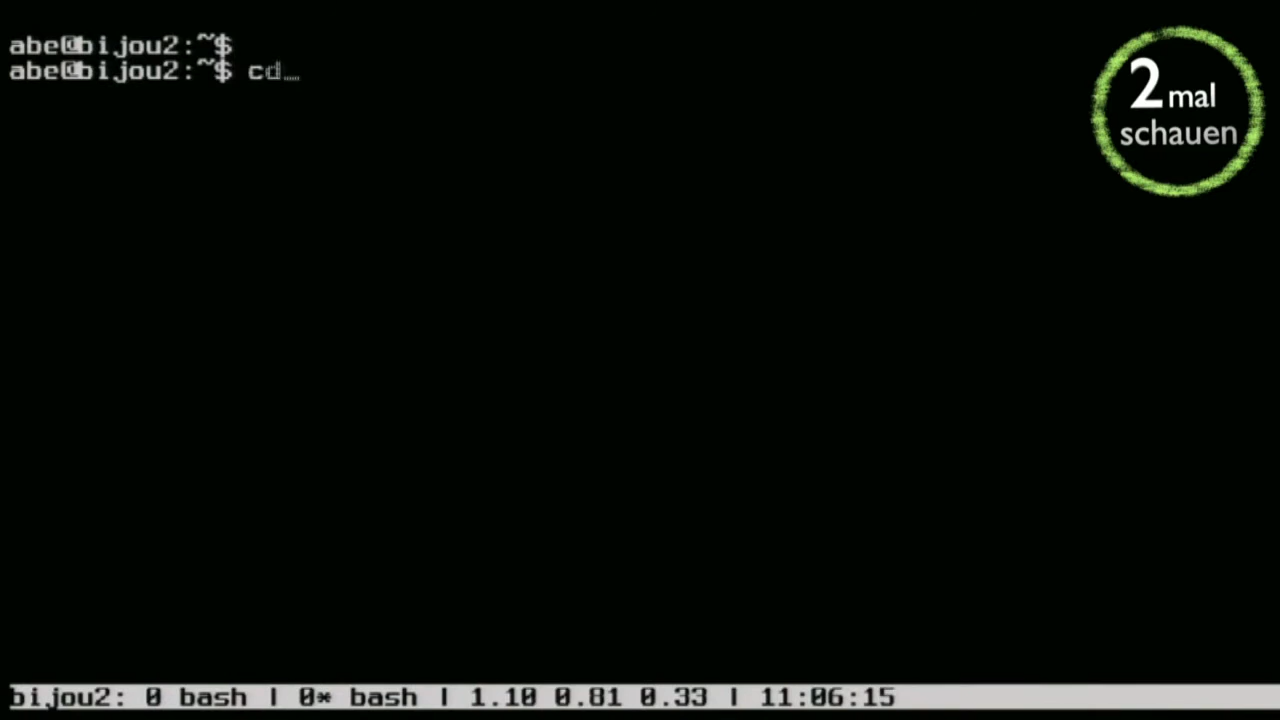 abe@bijou2:~$
abe@bijou2:~$ cd_
2 mal
schauen
bijou2: 0 bash | 0* bash | 1.10 0.81 0.33 | 11:06:15